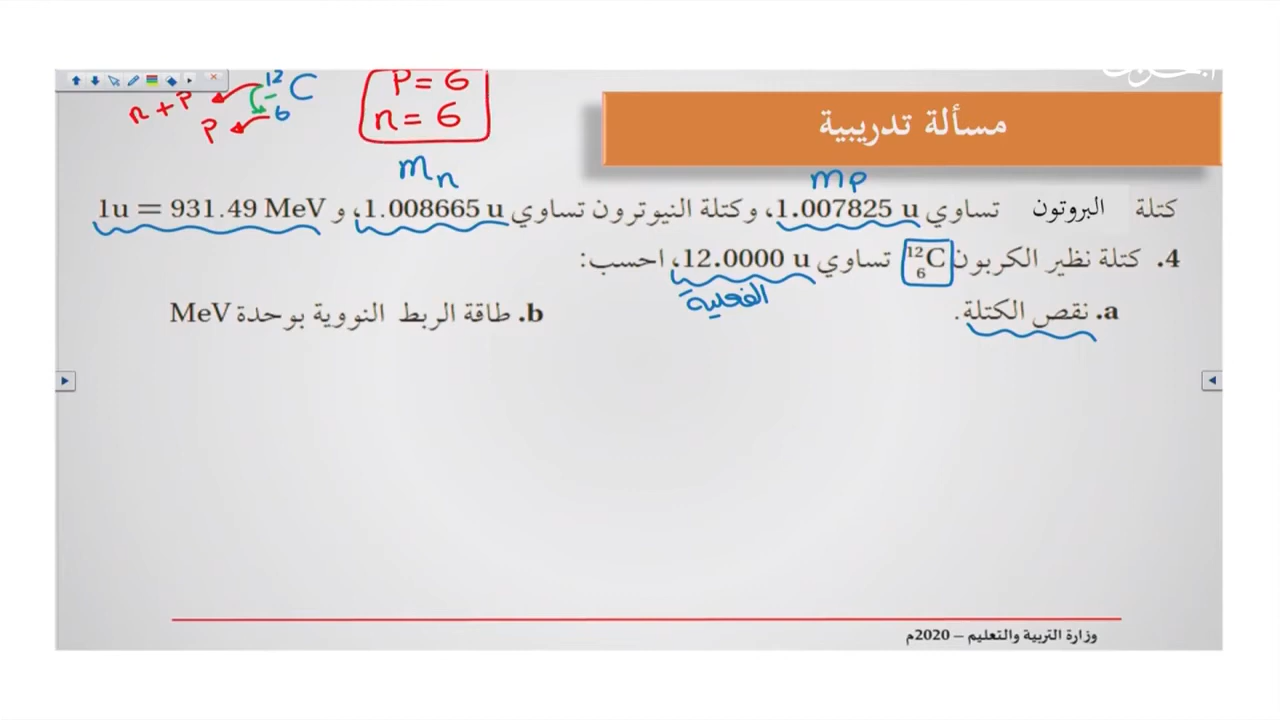 ¹²₆C
n + P
P
P = 6
n = 6
مسألة تدريبية
mₙ
mP
كتلة البروتون تساوي 1.007825 u، وكتلة النيوترون تساوي 1.008665 u، و 1u = 931.49 MeV
4. كتلة نظير الكربون ¹²₆C تساوي 12.0000 u، احسب:
الفعلية
a. نقص الكتلة.
b. طاقة الربط النووية بوحدة MeV
وزارة التربية والتعليم – 2020م